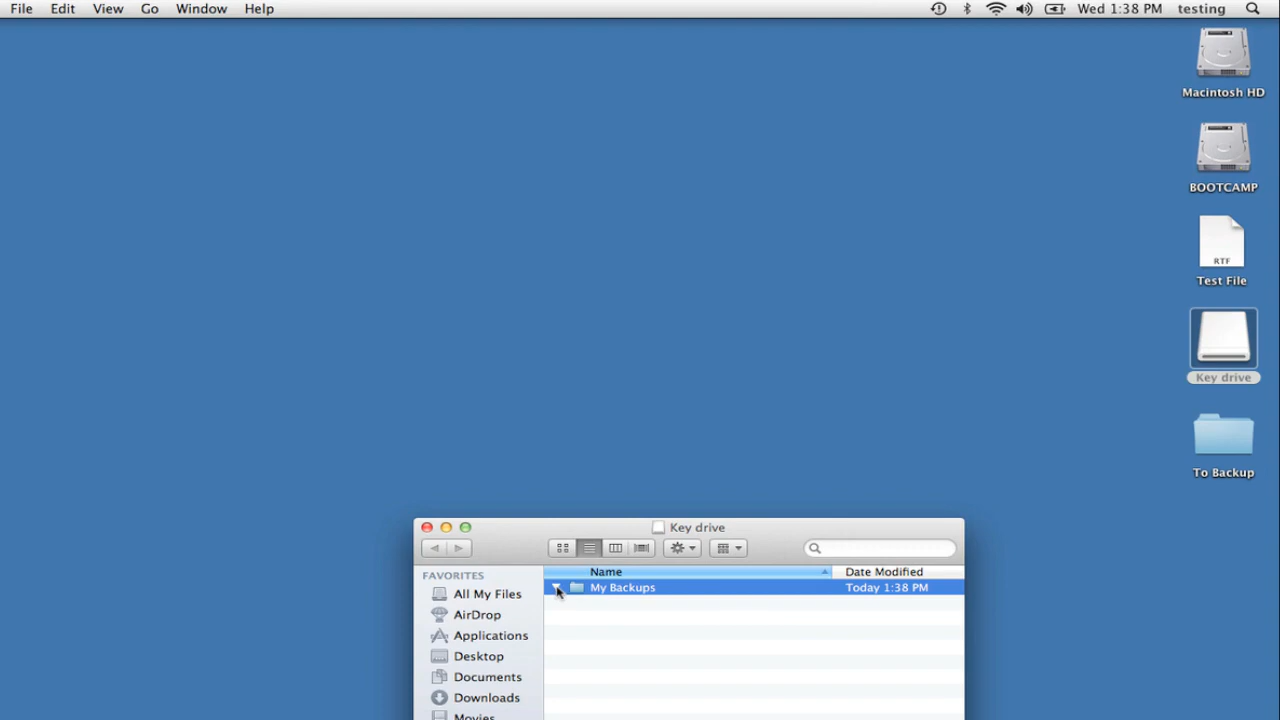 File Edit View Go Window Help Wed 1:38 PM testing
Macintosh HD
BOOTCAMP
RTF
Test File
Key drive
To Backup
Key drive
Name Date Modified
My Backups Today 1:38 PM
FAVORITES
All My Files
AirDrop
Applications
Desktop
Documents
Downloads
Movies